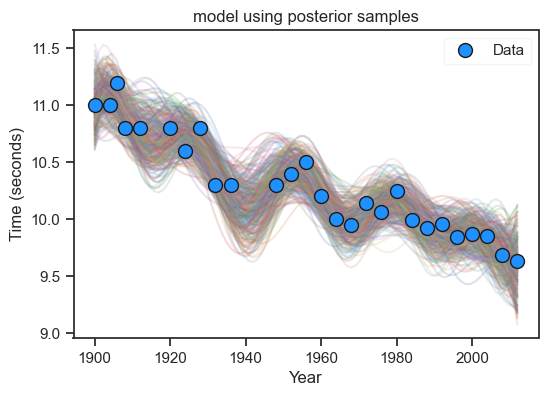 model using posterior samples
Data
Time (seconds)
11.5
11.0
10.5
10.0
9.5
9.0
1900 1920 1940 1960 1980 2000
Year